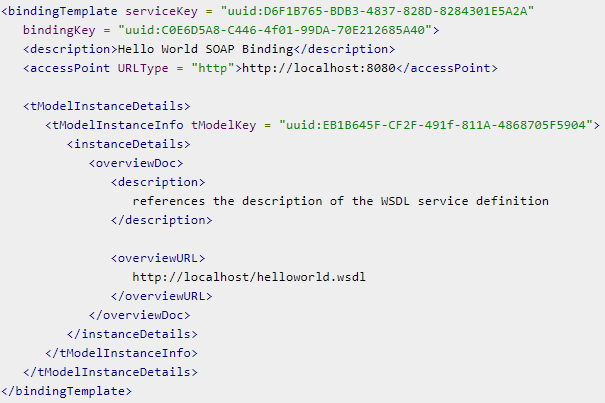 <bindingTemplate serviceKey = "uuid:D6F1B765-BDB3-4837-828D-8284301E5A2A"
bindingKey = "uuid:C0E6D5A8-C446-4f01-99DA-70E212685A40">
<description>Hello World SOAP Binding</description>
<accessPoint URLType = "http">http://localhost:8080</accessPoint>
<tModelInstanceDetails>
<tModelInstanceInfo tModelKey = "uuid:EB1B645F-CF2F-491f-811A-4868705F5904">
<instanceDetails>
<overviewDoc>
<description>
references the description of the WSDL service definition
</description>
<overviewURL>
http://localhost/helloworld.wsdl
</overviewURL>
</overviewDoc>
</instanceDetails>
</tModelInstanceInfo>
</tModelInstanceDetails>
</bindingTemplate>